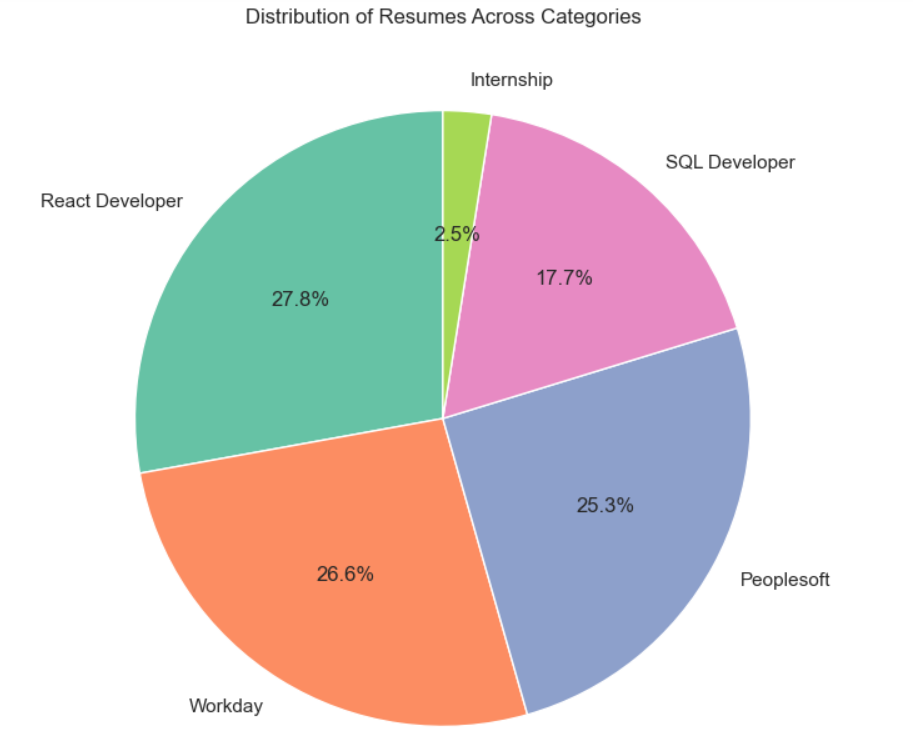 Distribution of Resumes Across Categories
Internship
SQL Developer
React Developer
2.5%
17.7%
27.8%
25.3%
26.6%
Peoplesoft
Workday